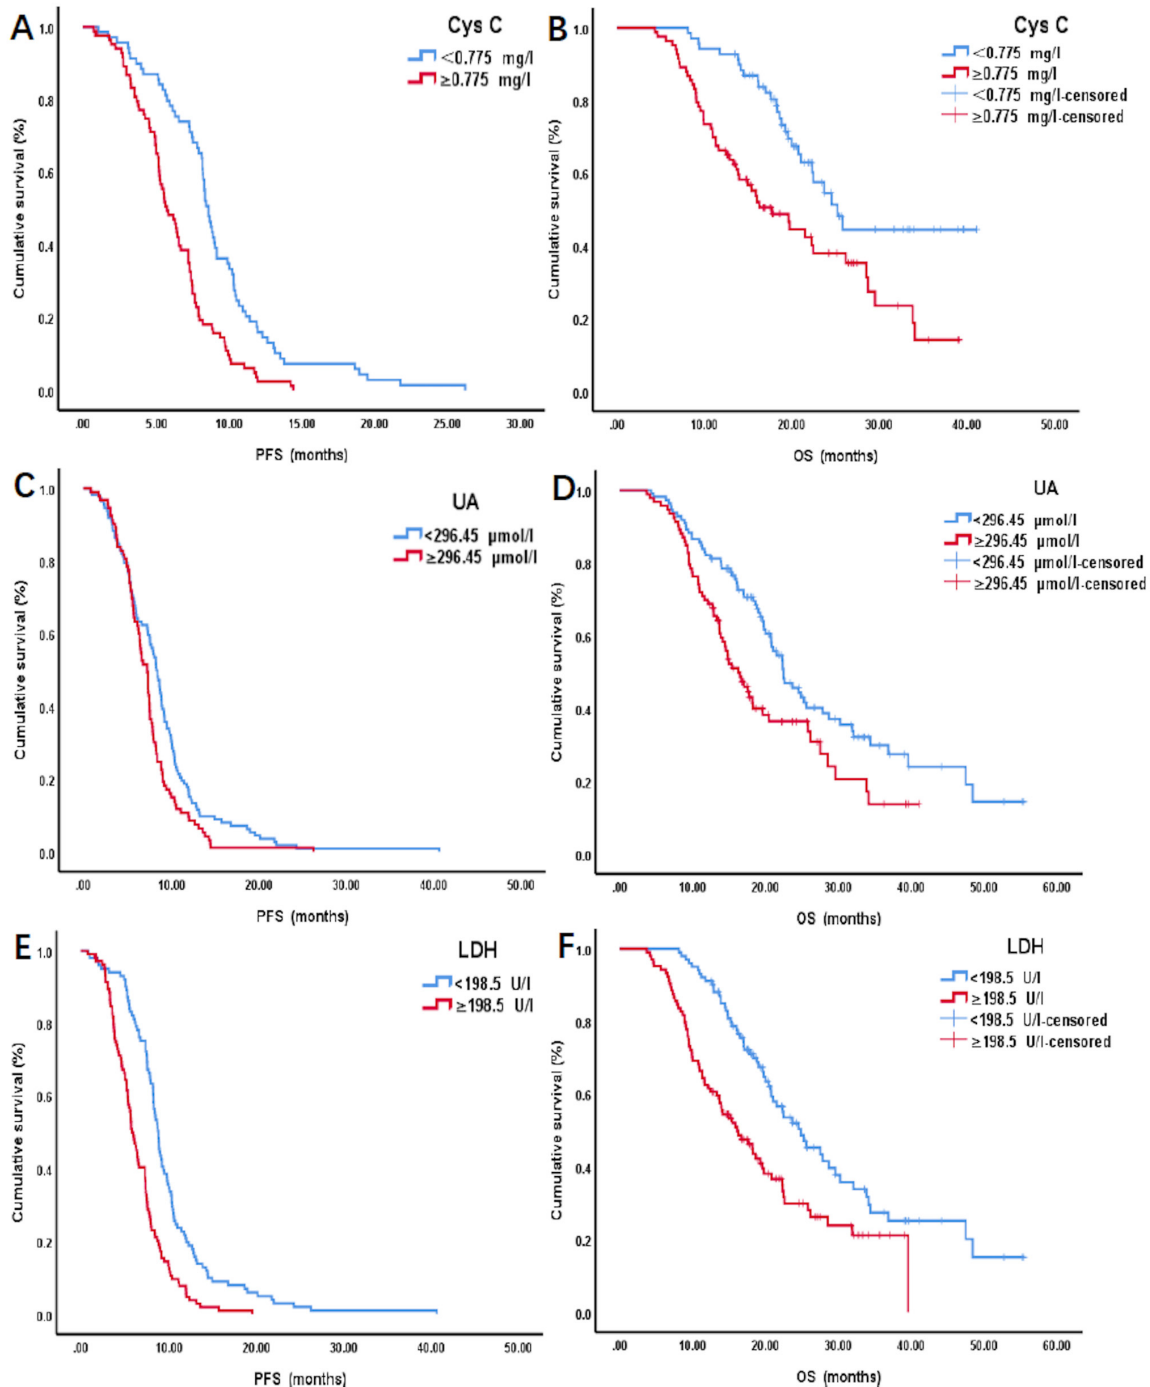 A
Cys C
<0.775 mg/l
≥0.775 mg/l
Cumulative survival (%)
1.0
0.8
0.6
0.4
0.2
0.0
.00 5.00 10.00 15.00 20.00 25.00 30.00
PFS (months)
B
Cys C
<0.775 mg/l
≥0.775 mg/l
<0.775 mg/l-censored
≥0.775 mg/l-censored
Cumulative survival (%)
1.0
0.8
0.6
0.4
0.2
0.0
.00 10.00 20.00 30.00 40.00 50.00
OS (months)
C
UA
<296.45 μmol/l
≥296.45 μmol/l
Cumulative survival (%)
1.0
0.8
0.6
0.4
0.2
0.0
.00 10.00 20.00 30.00 40.00 50.00
PFS (months)
D
UA
<296.45 μmol/l
≥296.45 μmol/l
<296.45 μmol/l-censored
≥296.45 μmol/l-censored
Cumulative survival (%)
1.0
0.8
0.6
0.4
0.2
0.0
.00 10.00 20.00 30.00 40.00 50.00 60.00
OS (months)
E
LDH
<198.5 U/l
≥198.5 U/l
Cumulative survival (%)
1.0
0.8
0.6
0.4
0.2
0.0
.00 10.00 20.00 30.00 40.00 50.00
PFS (months)
F
LDH
<198.5 U/l
≥198.5 U/l
<198.5 U/l-censored
≥198.5 U/l-censored
Cumulative survival (%)
1.0
0.8
0.6
0.4
0.2
0.0
.00 10.00 20.00 30.00 40.00 50.00 60.00
OS (months)